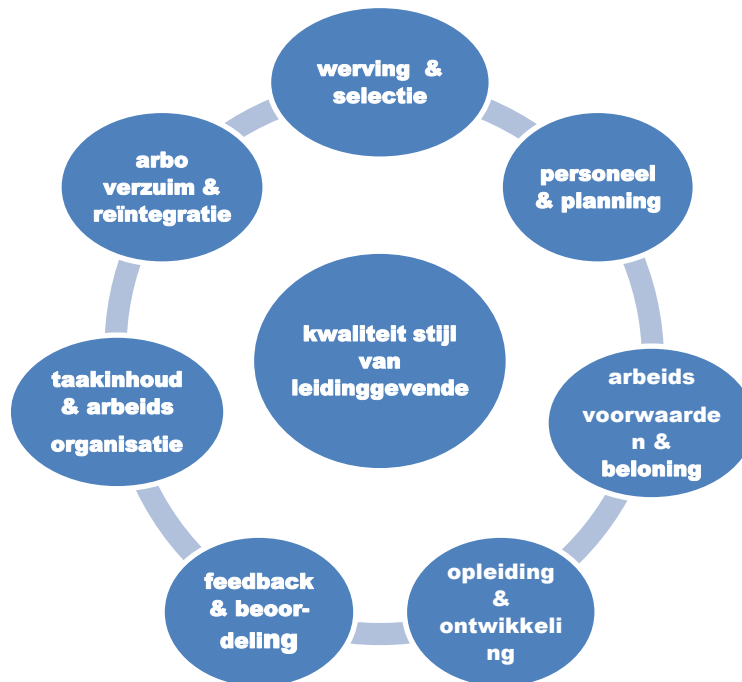 werving & 
selectie
personeel
& planning
arbeids
voorwaarde
n &
beloning
opleiding
&
ontwikkeli
ng
feedback
& beoor-
deling
taakinhoud
& arbeids
organisatie
arbo
verzuim &
reïntegratie
kwaliteit stijl
van
leidinggevende